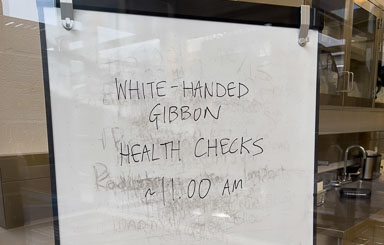 WHITE-HANDED
GIBBON
HEALTH CHECKS
~11.00 AM